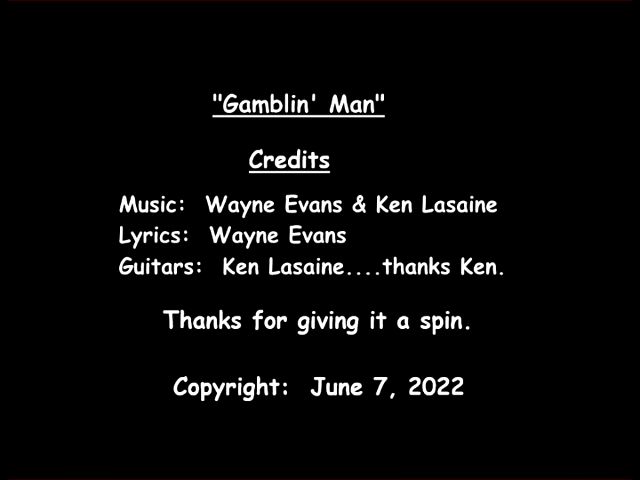 "Gamblin' Man"
Credits
Music:  Wayne Evans & Ken Lasaine
Lyrics:  Wayne Evans
Guitars:  Ken Lasaine....thanks Ken.
Thanks for giving it a spin.
Copyright:  June 7, 2022